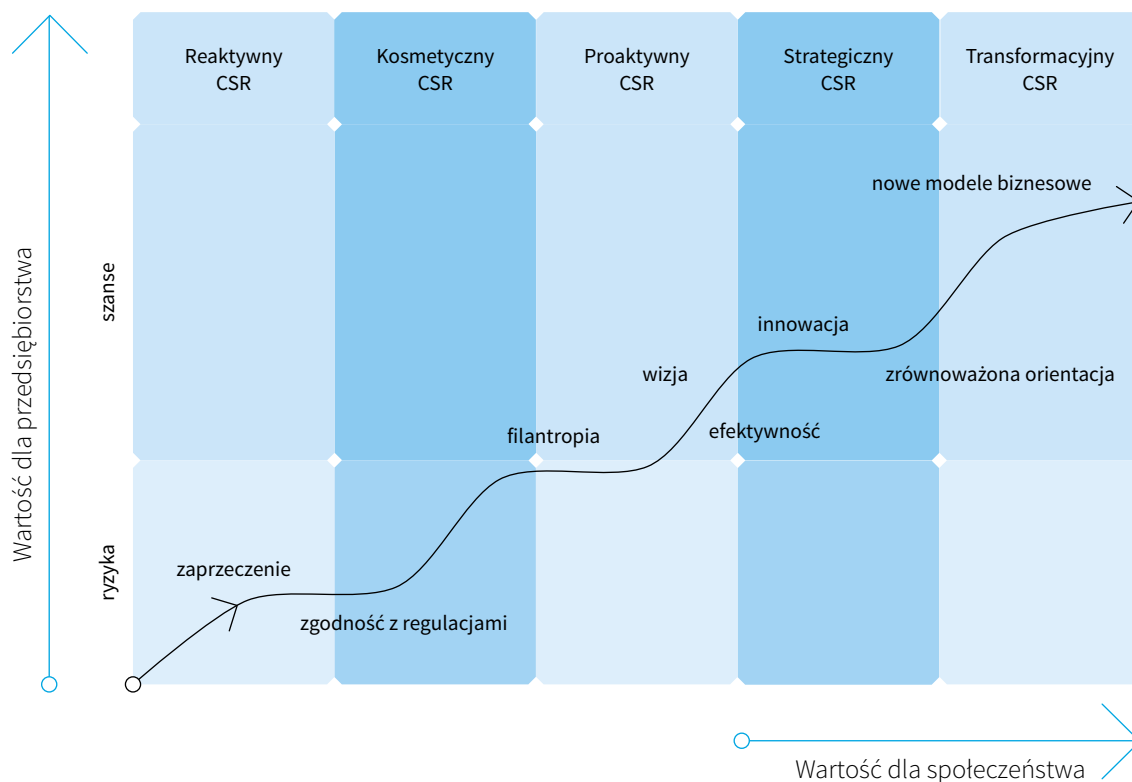 Reaktywny
CSR
Kosmetyczny
CSR
Proaktywny
CSR
Strategiczny
CSR
Transformacyjny
CSR
nowe modele biznesowe
Wartość dla przedsiębiorstwa
szanse
innowacja
wizja
zrównoważona orientacja
filantropia
efektywność
ryzyka
zaprzeczenie
zgodność z regulacjami
Wartość dla społeczeństwa